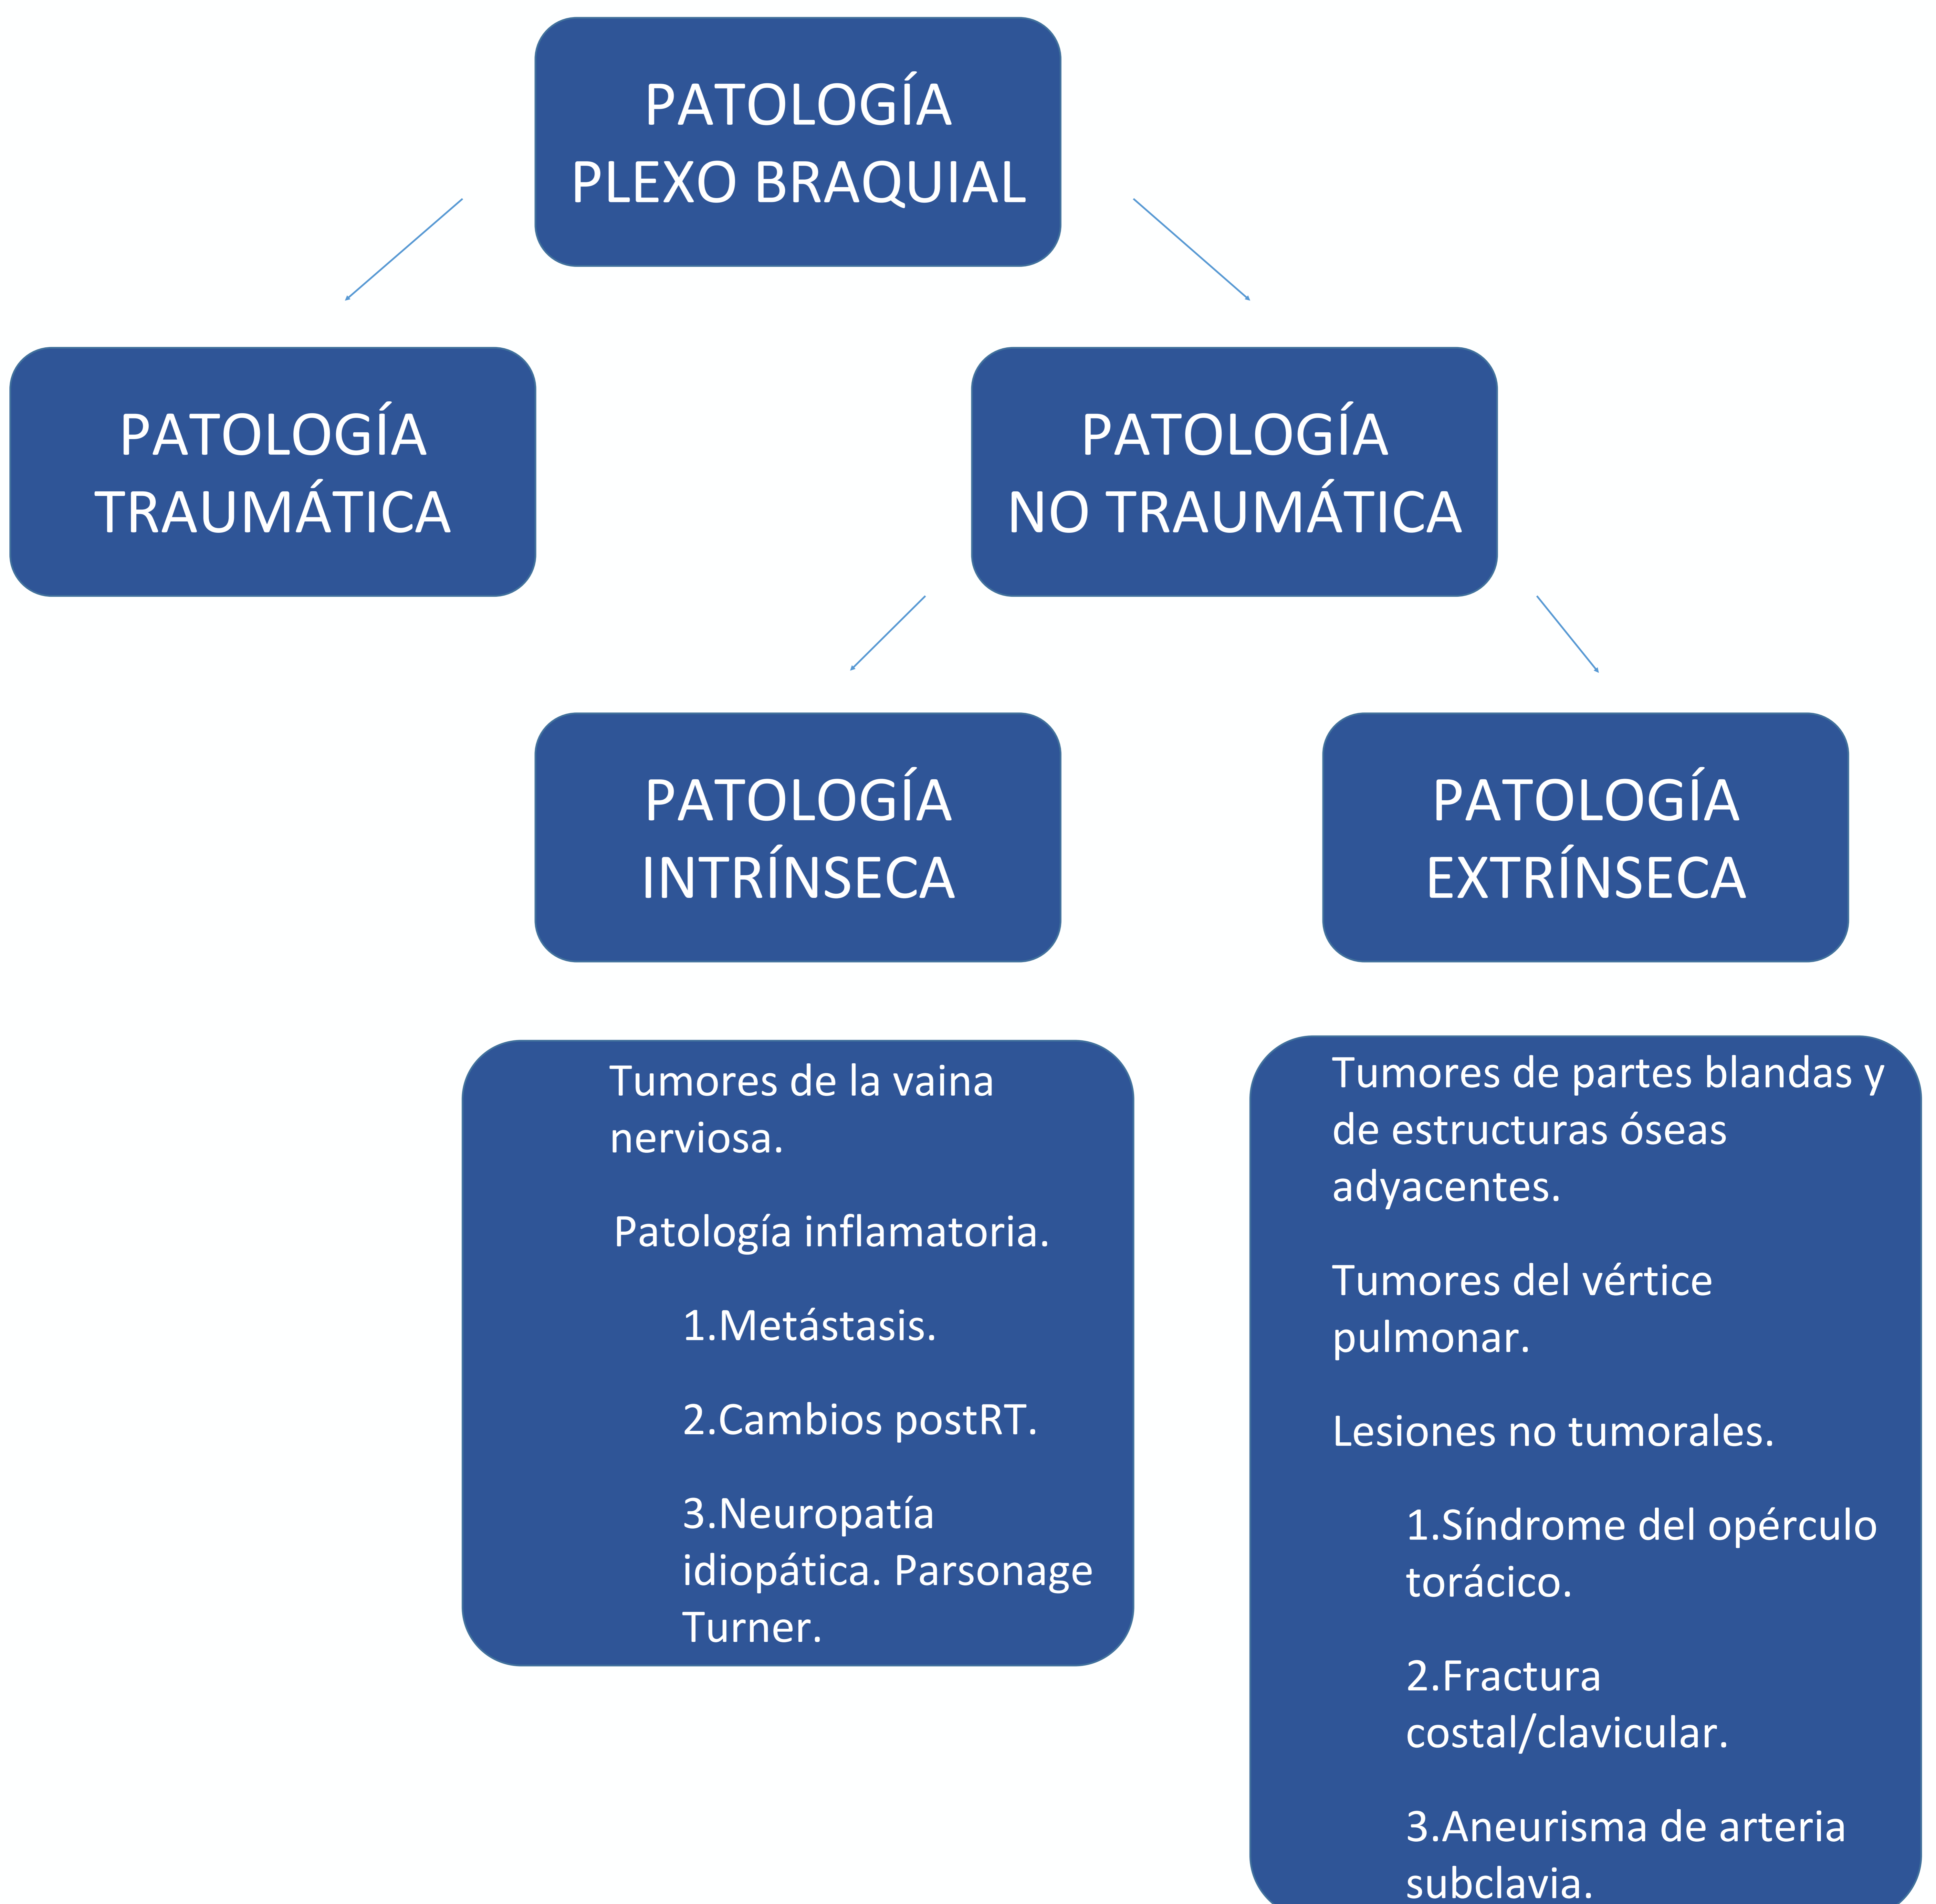 PATOLOGÍA
PLEXO BRAQUIAL
PATOLOGÍA
TRAUMÁTICA
PATOLOGÍA
NO TRAUMÁTICA
PATOLOGÍA
INTRÍNSECA
PATOLOGÍA
EXTRÍNSECA
Tumores de la vaina
nerviosa.
Patología inflamatoria.
1.Metástasis.
2.Cambios postRT.
3.Neuropatía
idiopática. Parsonage
Turner.
Tumores de partes blandas y
de estructuras óseas
adyacentes.
Tumores del vértice
pulmonar.
Lesiones no tumorales.
1.Síndrome del opérculo
torácico.
2.Fractura
costal/clavicular.
3.Aneurisma de arteria
subclavia.